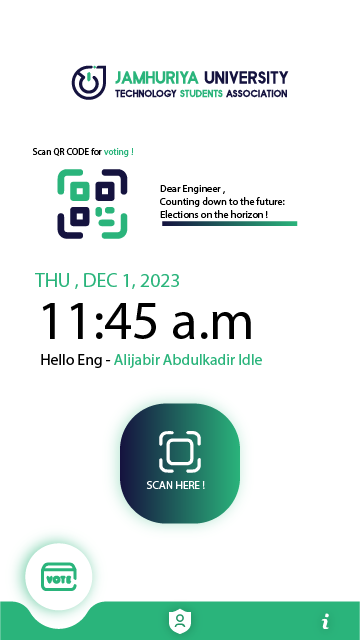 JAMHURIYA UNIVERSITY
TECHNOLOGY STUDENTS ASSOCIATION
Scan QR CODE for voting !
Dear Engineer ,
Counting down to the future:
Elections on the horizon !
THU , DEC 1, 2023
11:45 a.m
Hello Eng - Alijabir Abdulkadir Idle
SCAN HERE !
VOTE
i